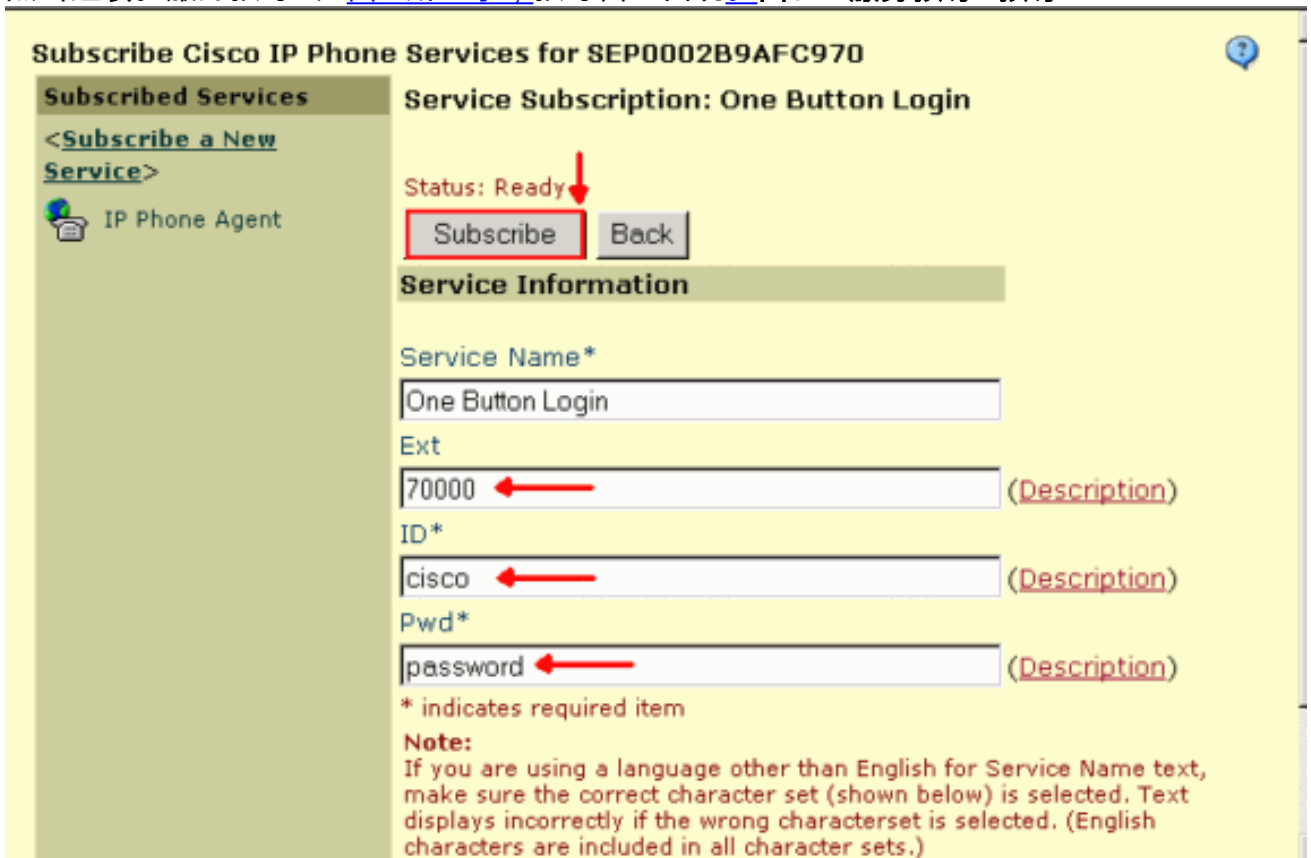 Subscribe Cisco IP Phone Services for SEP0002B9AFC970
Subscribed Services
<Subscribe a New
Service>
IP Phone Agent
Service Subscription: One Button Login
Status: Ready
Subscribe
Back
Service Information
Service Name*
One Button Login
Ext
70000
(Description)
ID*
cisco
(Description)
Pwd*
password
(Description)
* indicates required item
Note:
If you are using a language other than English for Service Name text,
make sure the correct character set (shown below) is selected. Text
displays incorrectly if the wrong characterset is selected. (English
characters are included in all character sets.)